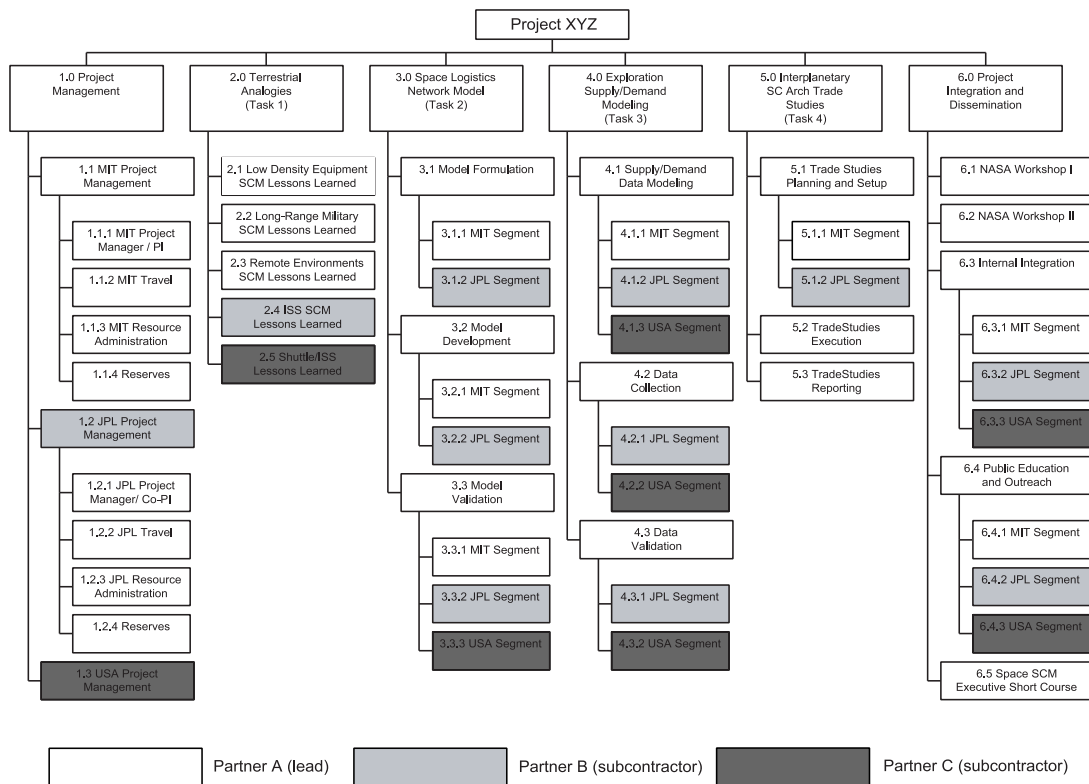 Project XYZ
1.0 Project
Management
2.0 Terrestrial
Analogies
(Task 1)
3.0 Space Logistics
Network Model
(Task 2)
4.0 Exploration
Supply/Demand
Modeling
(Task 3)
5.0 Interplanetary
SC Arch Trade
Studies
(Task 4)
6.0 Project
Integration and
Dissemination
1.1 MIT Project
Management
1.1.1 MIT Project
Manager / PI
1.1.2 MIT Travel
1.1.3 MIT Resource
Administration
1.1.4 Reserves
1.2 JPL Project
Management
1.2.1 JPL Project
Manager/ Co-PI
1.2.2 JPL Travel
1.2.3 JPL Resource
Administration
1.2.4 Reserves
1.3 USA Project
Management
2.1 Low Density Equipment
SCM Lessons Learned
2.2 Long-Range Military
SCM Lessons Learned
2.3 Remote Environments
SCM Lessons Learned
2.4 ISS SCM
Lessons Learned
2.5 Shuttle/ISS
Lessons Learned
3.1 Model Formulation
3.1.1 MIT Segment
3.1.2 JPL Segment
3.2 Model
Development
3.2.1 MIT Segment
3.2.2 JPL Segment
3.3 Model
Validation
3.3.1 MIT Segment
3.3.2 JPL Segment
3.3.3 USA Segment
4.1 Supply/Demand
Data Modeling
4.1.1 MIT Segment
4.1.2 JPL Segment
4.1.3 USA Segment
4.2 Data
Collection
4.2.1 JPL Segment
4.2.2 USA Segment
4.3 Data
Validation
4.3.1 JPL Segment
4.3.2 USA Segment
5.1 Trade Studies
Planning and Setup
5.1.1 MIT Segment
5.1.2 JPL Segment
5.2 TradeStudies
Execution
5.3 TradeStudies
Reporting
6.1 NASA Workshop I
6.2 NASA Workshop II
6.3 Internal Integration
6.3.1 MIT Segment
6.3.2 JPL Segment
6.3.3 USA Segment
6.4 Public Education
and Outreach
6.4.1 MIT Segment
6.4.2 JPL Segment
6.4.3 USA Segment
6.5 Space SCM
Executive Short Course
Partner A (lead)
Partner B (subcontractor)
Partner C (subcontractor)